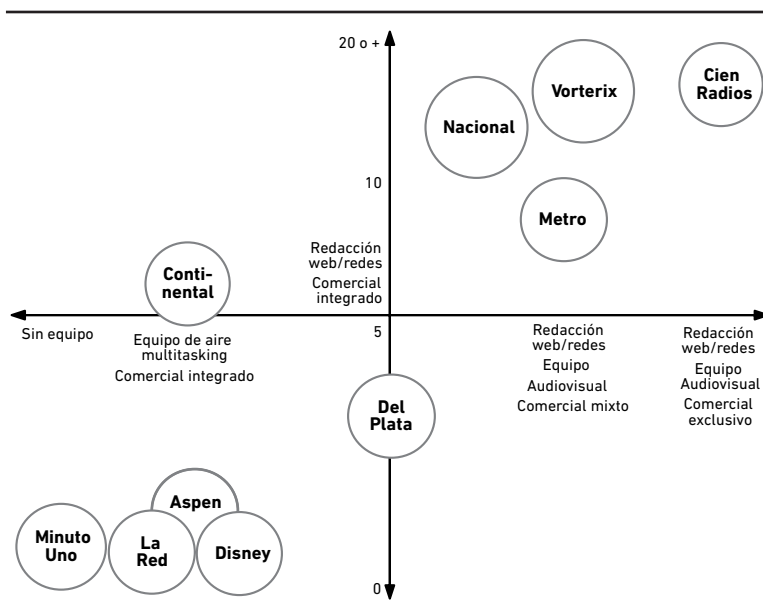 20 o +
Vorterix
Cien
Radios
Nacional
10
Metro
Redacción
web/redes
Comercial
integrado
Conti-
nental
Sin equipo
Equipo de aire
multitasking
Comercial integrado
5
Redacción
web/redes
Equipo
Audiovisual
Comercial mixto
Redacción
web/redes
Equipo
Audiovisual
Comercial
exclusivo
Del
Plata
Aspen
Minuto
Uno
La
Red
Disney
0